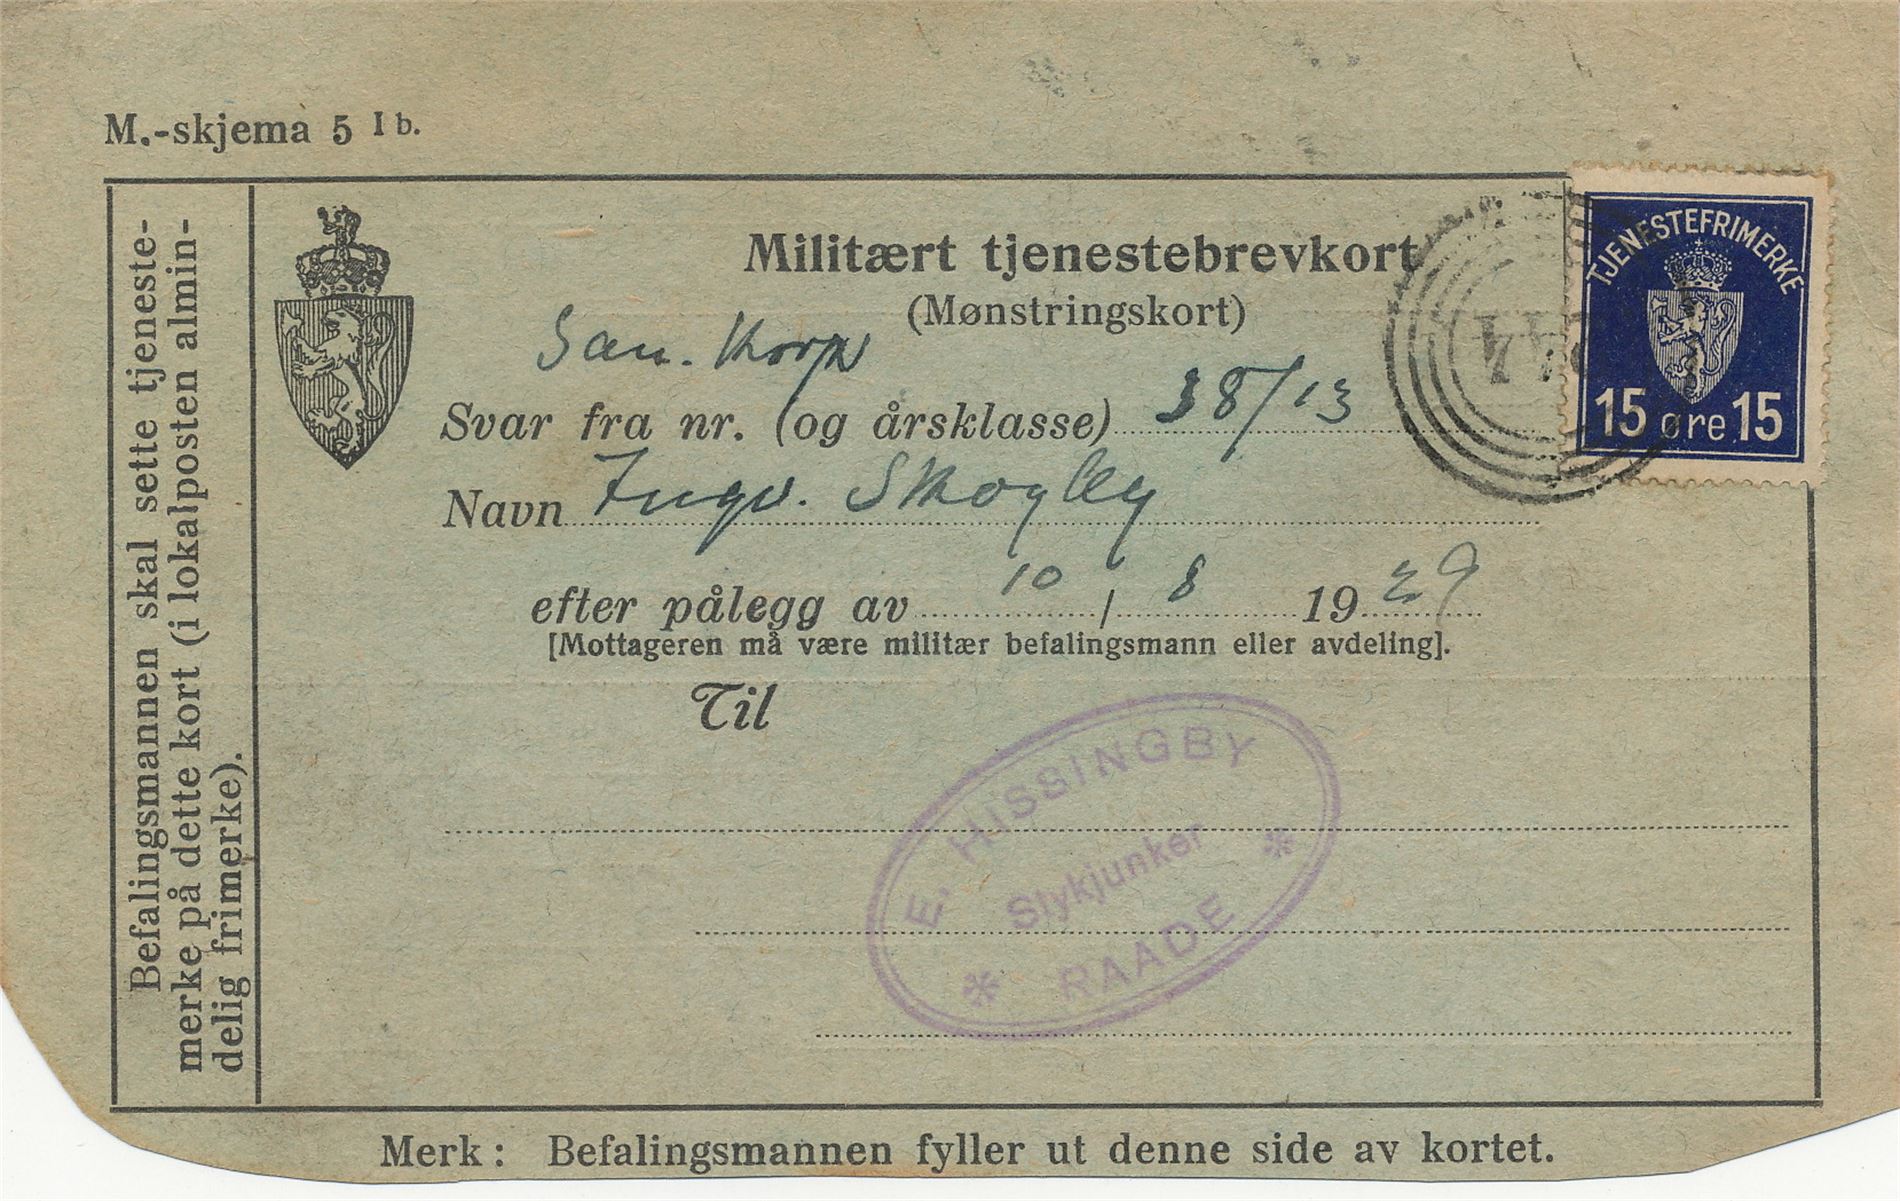 M.-skjema 5 I b.
Befalingsmannen skal sette tjeneste-
merke på dette kort (i lokalposten almin-
delig frimerke).
Militært tjenestebrevkort
(Mønstringskort)
TJENESTEFRIMERKE
15 øre 15
San. Korps
Svar fra nr. (og årsklasse) 38/13
Navn Ingv. Skogby
efter pålegg av 10 / 8 1929
[Mottageren må være militær befalingsmann eller avdeling].
Til
E. HISSINGBY
Stykjunker
* RAADE *
Merk: Befalingsmannen fyller ut denne side av kortet.